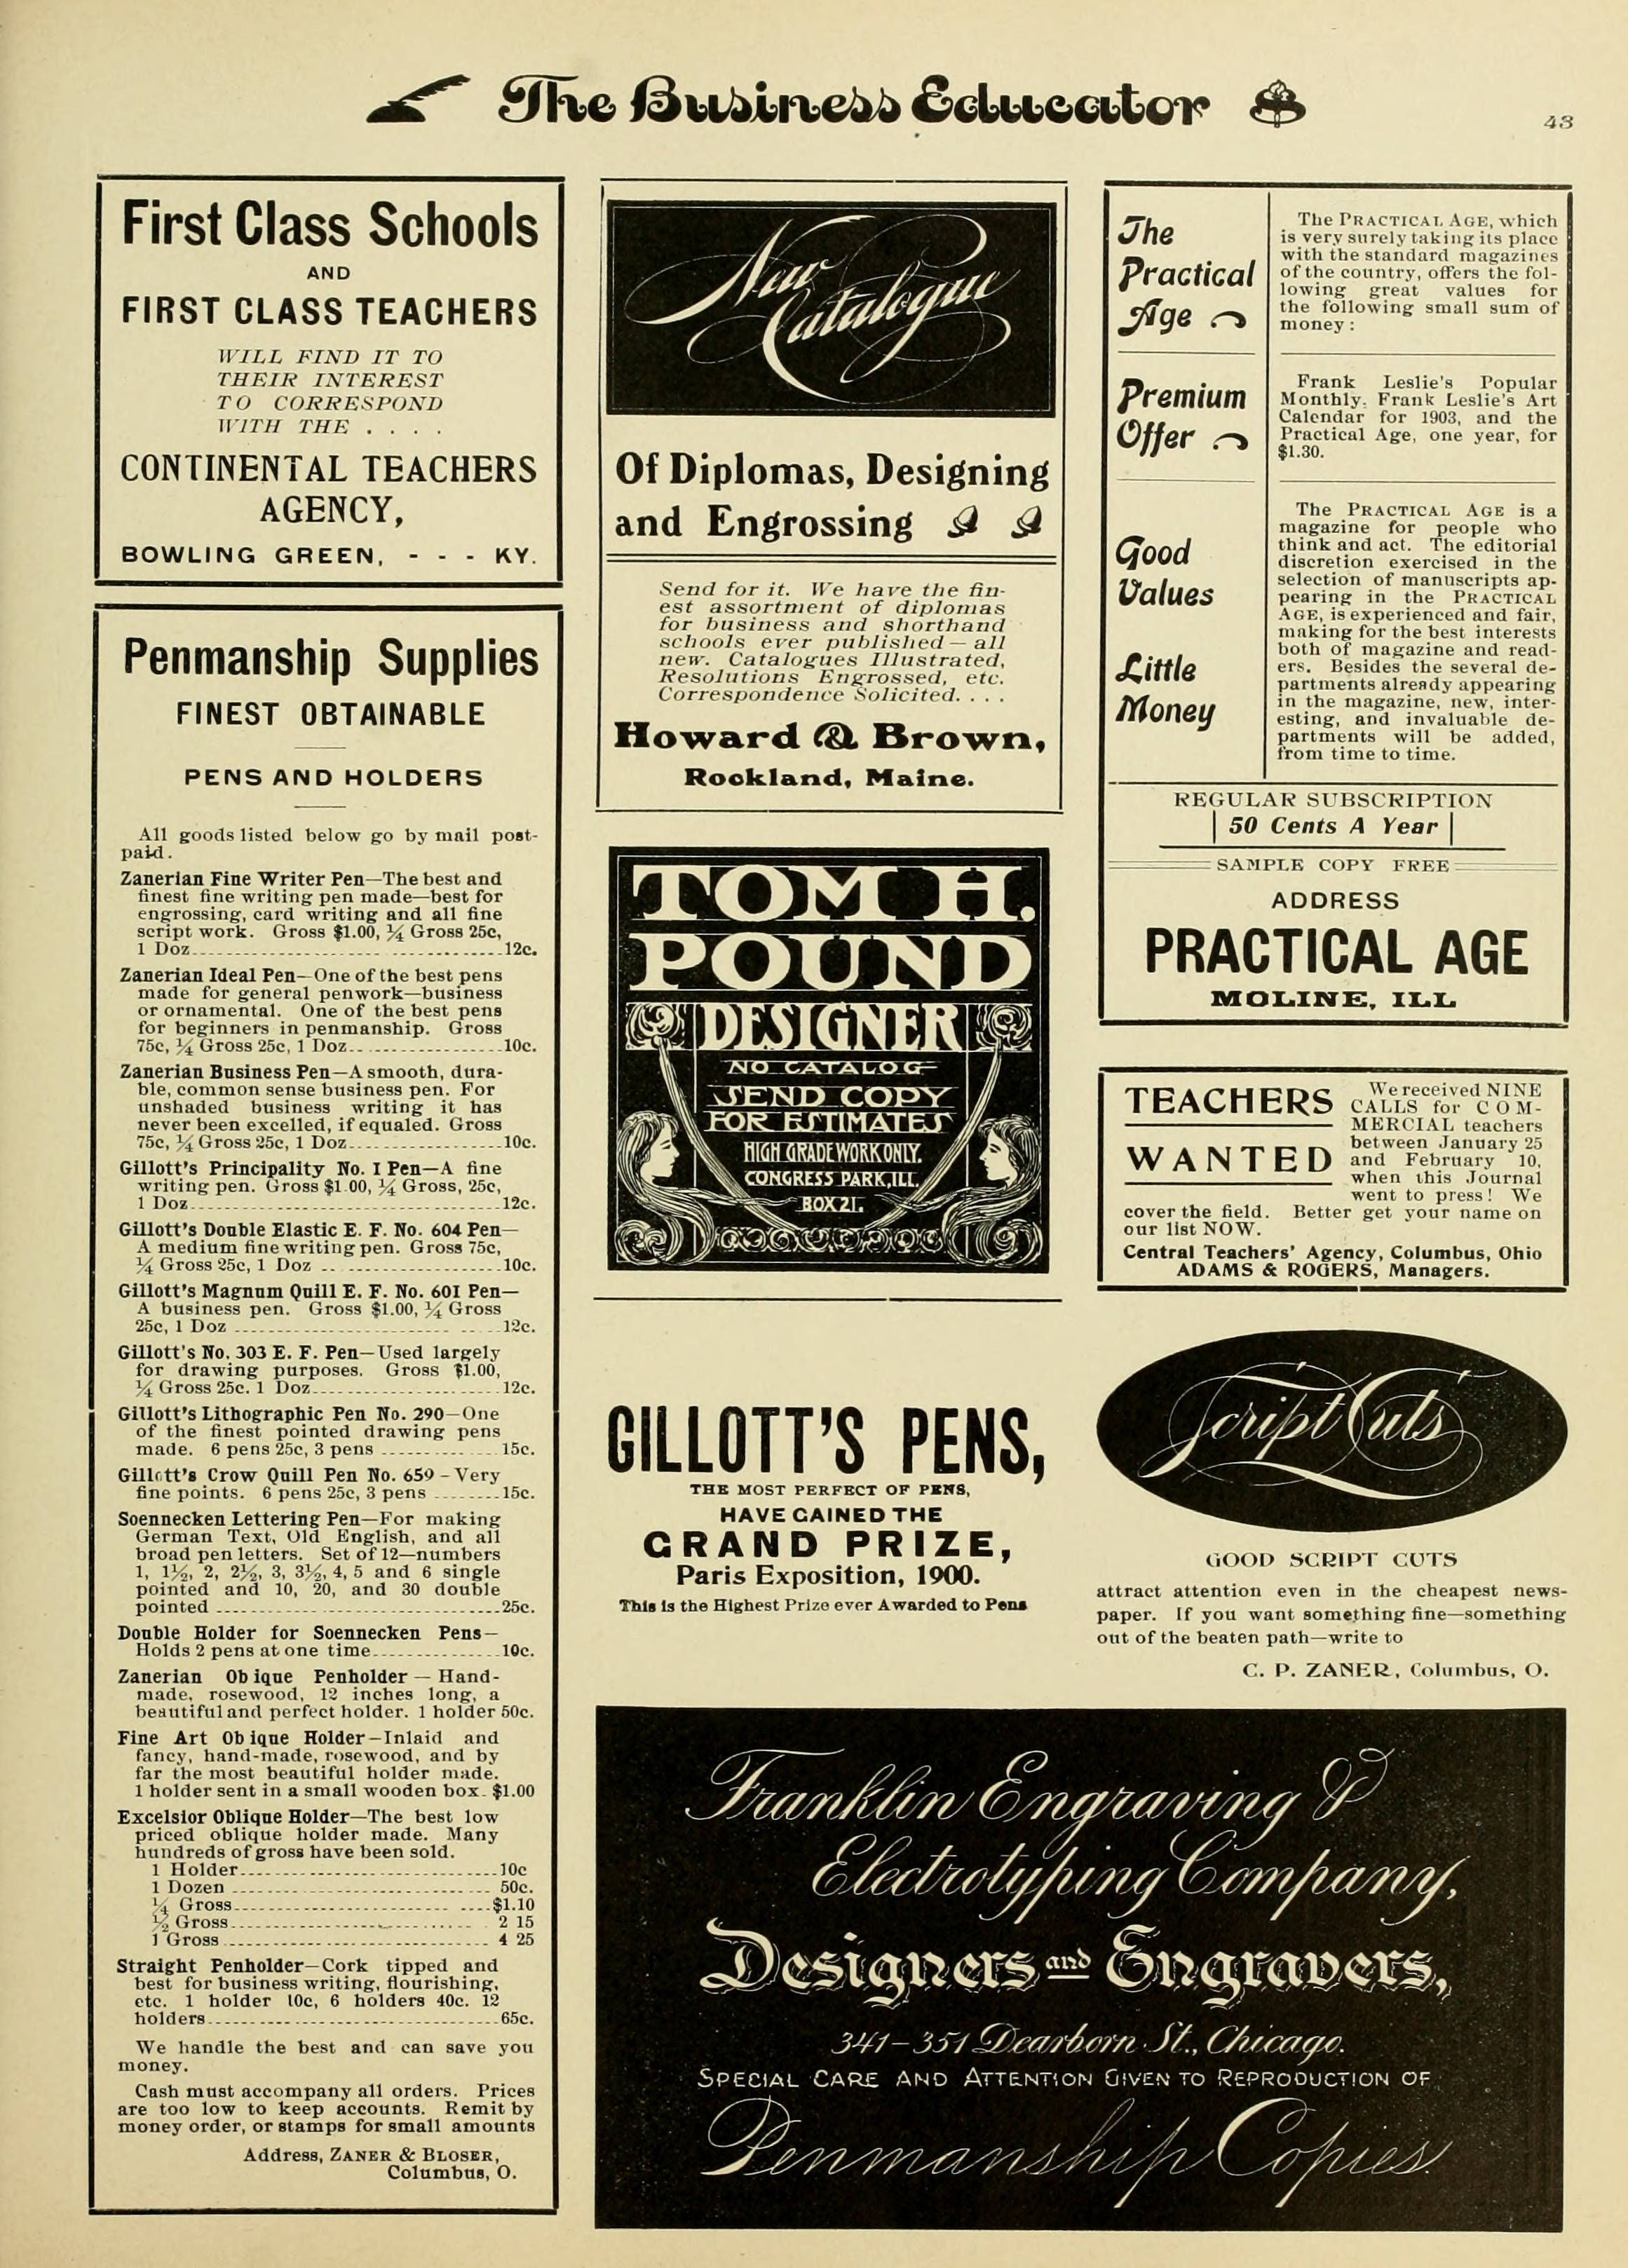 The Business Educator
43
First Class Schools
AND
FIRST CLASS TEACHERS
WILL FIND IT TO
THEIR INTEREST
TO CORRESPOND
WITH THE . . . .
CONTINENTAL TEACHERS
AGENCY,
BOWLING GREEN, - - - KY.
Penmanship Supplies
FINEST OBTAINABLE
PENS AND HOLDERS
All goods listed below go by mail post-
paid.
Zanerian Fine Writer Pen—The best and
finest fine writing pen made—best for
engrossing, card writing and all fine
script work. Gross $1.00, ¼ Gross 25c,
1 Doz. 12c.
Zanerian Ideal Pen—One of the best pens
made for general penwork—business
or ornamental. One of the best pens
for beginners in penmanship. Gross
75c, ¼ Gross 25c, 1 Doz. 10c.
Zanerian Business Pen—A smooth, dura-
ble, common sense business pen. For
unshaded business writing it has
never been excelled, if equaled. Gross
75c, ¼ Gross 25c, 1 Doz. 10c.
Gillott's Principality No. 1 Pen—A fine
writing pen. Gross $1.00, ¼ Gross, 25c,
1 Doz. 12c.
Gillott's Double Elastic E. F. No. 604 Pen—
A medium fine writing pen. Gross 75c,
¼ Gross 25c, 1 Doz 10c.
Gillott's Magnum Quill E. F. No. 601 Pen—
A business pen. Gross $1.00, ¼ Gross
25c, 1 Doz 12c.
Gillott's No. 303 E. F. Pen—Used largely
for drawing purposes. Gross $1.00,
¼ Gross 25c. 1 Doz. 12c.
Gillott's Lithographic Pen No. 290—One
of the finest pointed drawing pens
made. 6 pens 25c, 3 pens 15c.
Gillott's Crow Quill Pen No. 659 – Very
fine points. 6 pens 25c, 3 pens 15c.
Soennecken Lettering Pen—For making
German Text, Old English, and all
broad pen letters. Set of 12—numbers
1, 1½, 2, 2½, 3, 3½, 4, 5 and 6 single
pointed and 10, 20, and 30 double
pointed 25c.
Double Holder for Soennecken Pens—
Holds 2 pens at one time. 10c.
Zanerian Ob ique Penholder — Hand-
made, rosewood, 12 inches long, a
beautiful and perfect holder. 1 holder 50c.
Fine Art Ob ique Holder—Inlaid and
fancy, hand-made, rosewood, and by
far the most beautiful holder made.
1 holder sent in a small wooden box. $1.00
Excelsior Oblique Holder—The best low
priced oblique holder made. Many
hundreds of gross have been sold.
1 Holder 10c
1 Dozen 50c.
¼ Gross $1.10
½ Gross 2 15
1 Gross 4 25
Straight Penholder—Cork tipped and
best for business writing, flourishing,
etc. 1 holder 10c, 6 holders 40c. 12
holders 65c.
We handle the best and can save you
money.
Cash must accompany all orders. Prices
are too low to keep accounts. Remit by
money order, or stamps for small amounts
Address, ZANER & BLOSER,
Columbus, O.
New
Catalogue
Of Diplomas, Designing
and Engrossing
Send for it. We have the fin-
est assortment of diplomas
for business and shorthand
schools ever published — all
new. Catalogues Illustrated,
Resolutions Engrossed, etc.
Correspondence Solicited. . . .
Howard & Brown,
Rockland, Maine.
TOM H.
POUND
DESIGNER
NO CATALOG
SEND COPY
FOR ESTIMATES
HIGH GRADE WORK ONLY.
CONGRESS PARK, ILL.
BOX 21.
GILLOTT'S PENS,
THE MOST PERFECT OF PENS,
HAVE GAINED THE
GRAND PRIZE,
Paris Exposition, 1900.
This is the Highest Prize ever Awarded to Pens
The
Practical
Age
Premium
Offer
Good
Values
Little
Money
The PRACTICAL AGE, which
is very surely taking its place
with the standard magazines
of the country, offers the fol-
lowing great values for
the following small sum of
money :
Frank Leslie's Popular
Monthly, Frank Leslie's Art
Calendar for 1903, and the
Practical Age, one year, for
$1.30.
The PRACTICAL AGE is a
magazine for people who
think and act. The editorial
discretion exercised in the
selection of manuscripts ap-
pearing in the PRACTICAL
AGE, is experienced and fair,
making for the best interests
both of magazine and read-
ers. Besides the several de-
partments already appearing
in the magazine, new, inter-
esting, and invaluable de-
partments will be added,
from time to time.
REGULAR SUBSCRIPTION
| 50 Cents A Year |
SAMPLE COPY FREE
ADDRESS
PRACTICAL AGE
MOLINE, ILL
TEACHERS
WANTED
We received NINE
CALLS for COM-
MERCIAL teachers
between January 25
and February 10,
when this Journal
went to press! We
cover the field. Better get your name on
our list NOW.
Central Teachers' Agency, Columbus, Ohio
ADAMS & ROGERS, Managers.
Script Cuts
GOOD SCRIPT CUTS
attract attention even in the cheapest news-
paper. If you want something fine—something
out of the beaten path—write to
C. P. ZANER, Columbus, O.
Franklin Engraving &
Electrotyping Company,
Designers and Engravers,
341–351 Dearborn St., Chicago.
SPECIAL CARE AND ATTENTION GIVEN TO REPRODUCTION OF
Penmanship Copies.